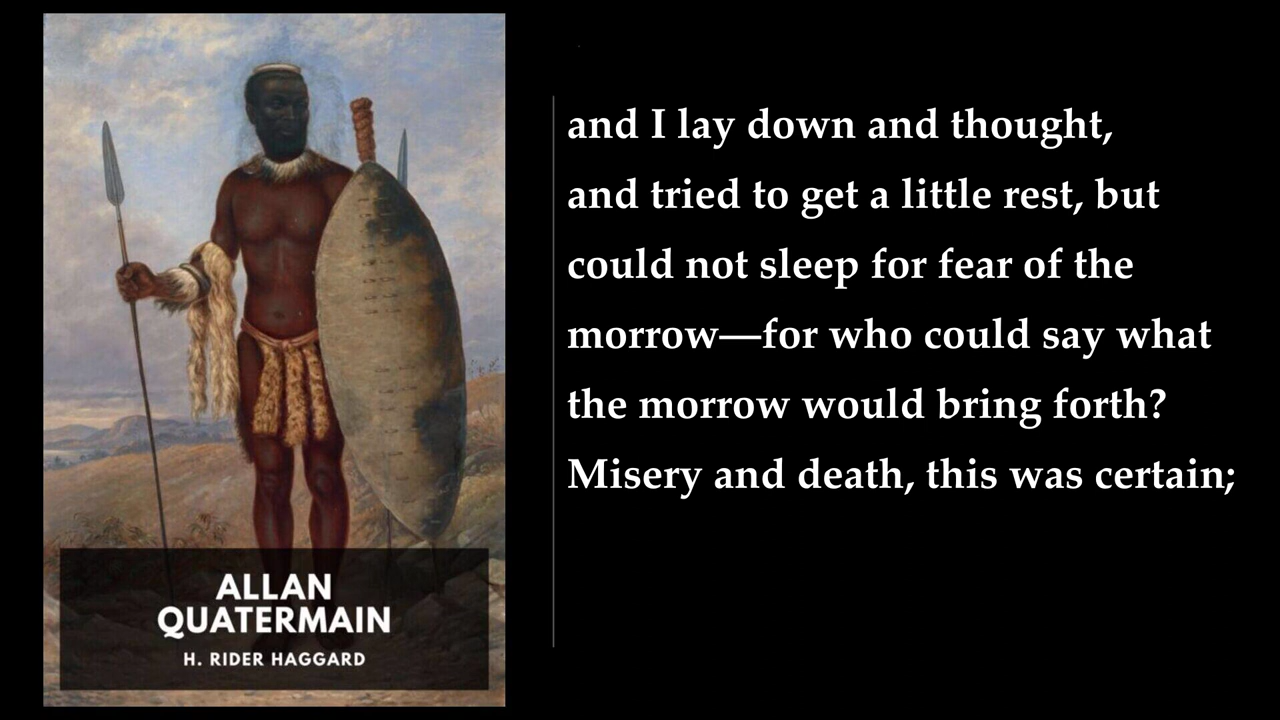 ALLAN
QUATERMAIN
H. RIDER HAGGARD
and I lay down and thought,
and tried to get a little rest, but
could not sleep for fear of the
morrow—for who could say what
the morrow would bring forth?
Misery and death, this was certain;